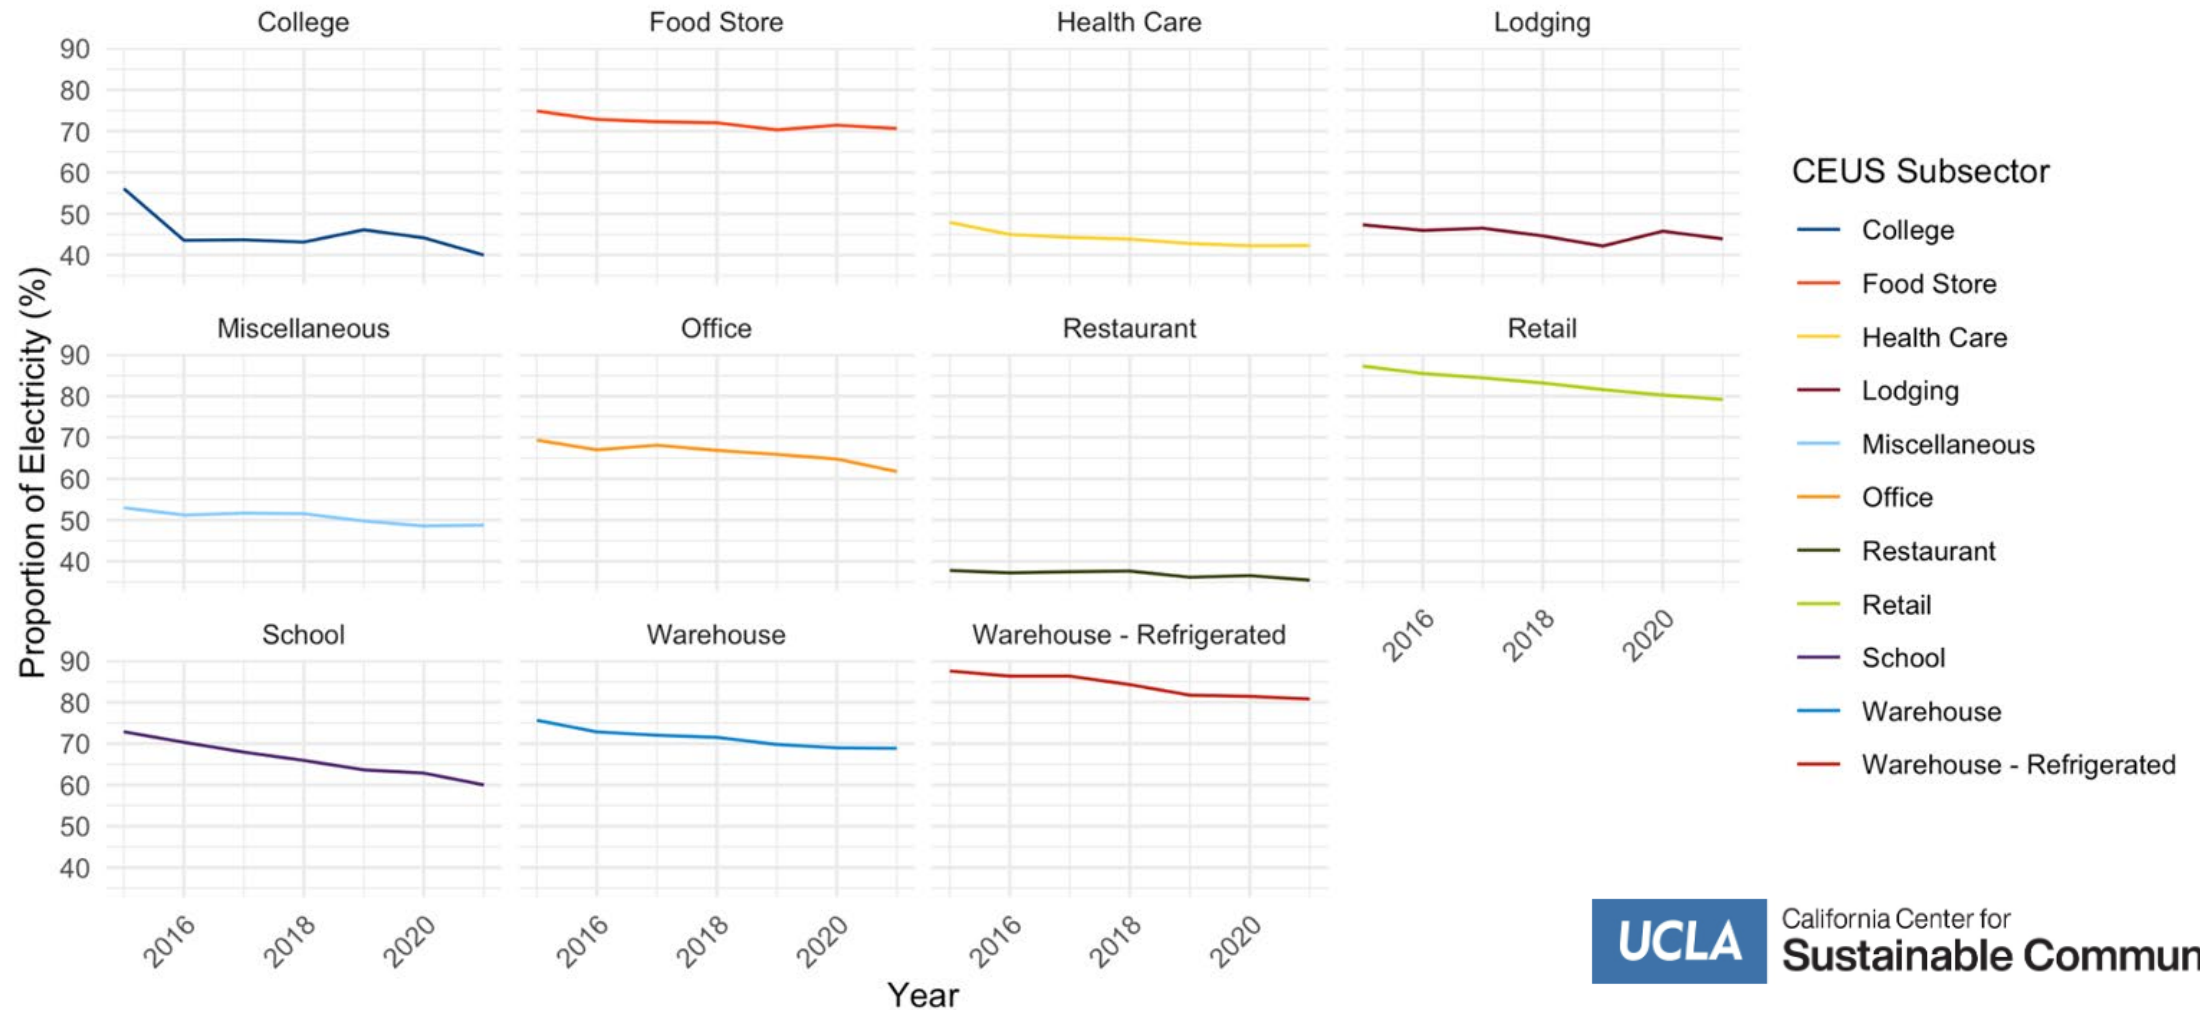 College Food Store Health Care Lodging
90
80
70
60
50
40
Miscellaneous Office Restaurant Retail
90
80
70
60
50
40
2016 2018 2020
School Warehouse Warehouse - Refrigerated
90
80
70
60
50
40
2016 2018 2020 2016 2018 2020 2016 2018 2020
Year
Proportion of Electricity (%)
CEUS Subsector
College
Food Store
Health Care
Lodging
Miscellaneous
Office
Restaurant
Retail
School
Warehouse
Warehouse - Refrigerated
UCLA
California Center for
Sustainable Commun